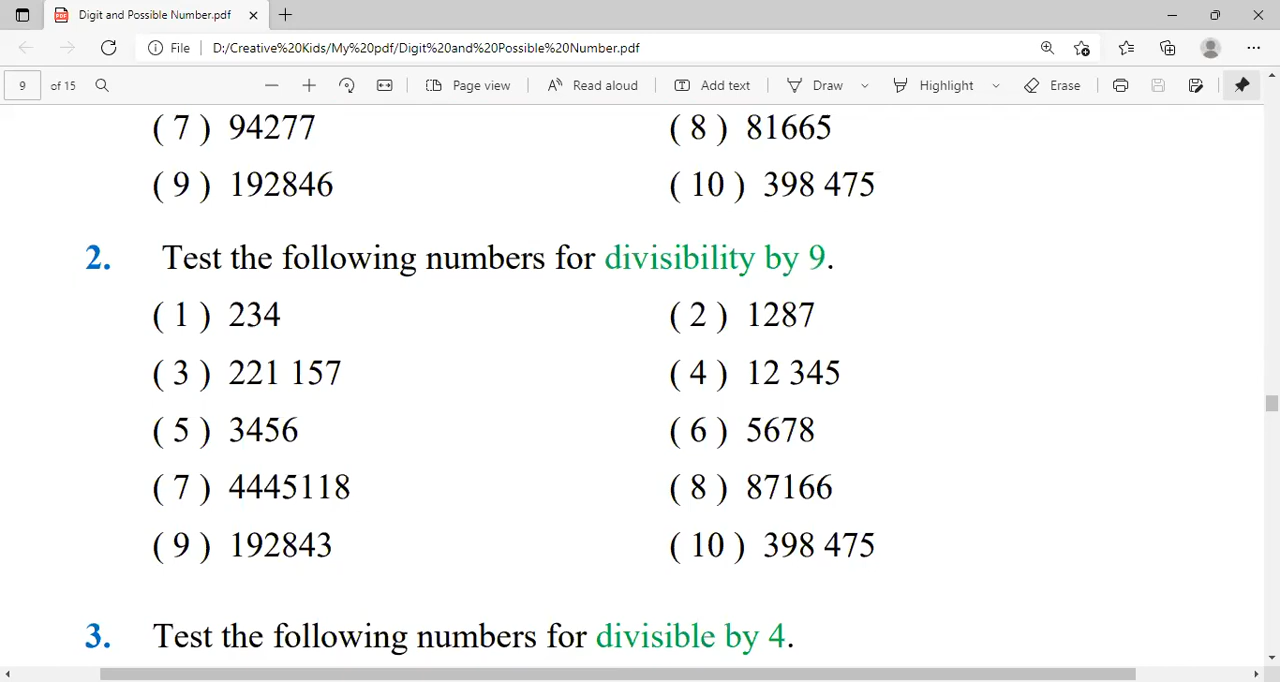 Digit and Possible Number.pdf
File D:/Creative%20Kids/My%20pdf/Digit%20and%20Possible%20Number.pdf
9 of 15 Page view Read aloud Add text Draw Highlight Erase
( 7 ) 94277 ( 8 ) 81665
( 9 ) 192846 ( 10 ) 398 475
2. Test the following numbers for divisibility by 9.
( 1 ) 234 ( 2 ) 1287
( 3 ) 221 157 ( 4 ) 12 345
( 5 ) 3456 ( 6 ) 5678
( 7 ) 4445118 ( 8 ) 87166
( 9 ) 192843 ( 10 ) 398 475
3. Test the following numbers for divisible by 4.